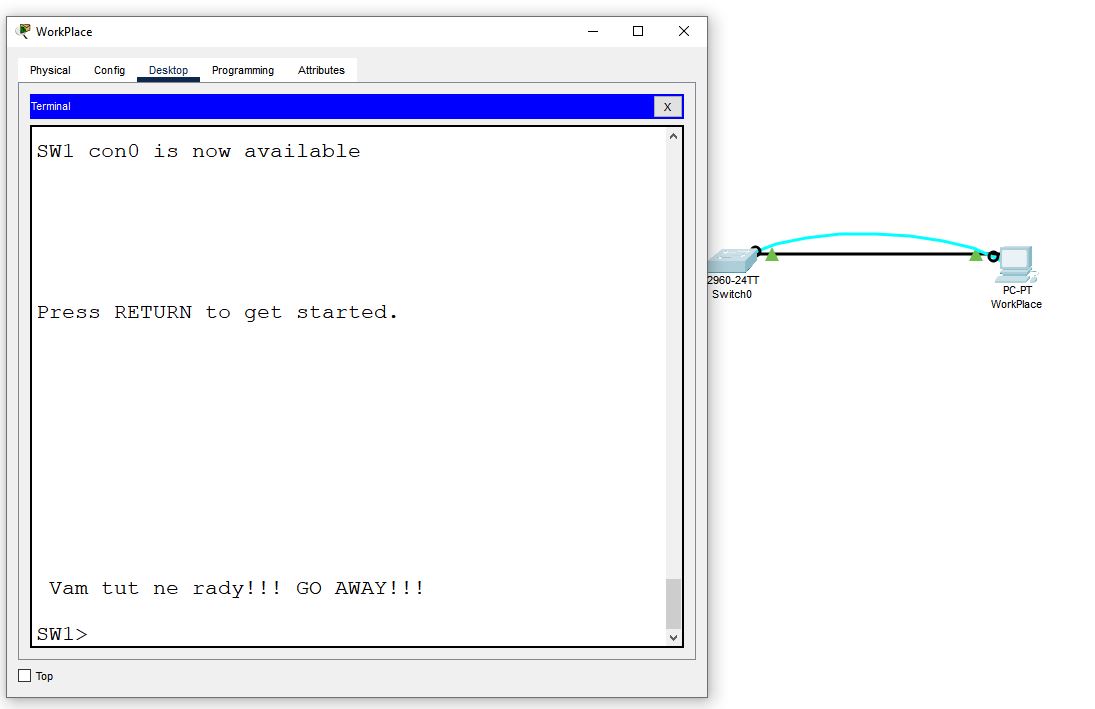 WorkPlace
Physical Config Desktop Programming Attributes
Terminal X
SW1 con0 is now available
Press RETURN to get started.
Vam tut ne rady!!! GO AWAY!!!
SW1>
Top
2960-24TT
Switch0
PC-PT
WorkPlace